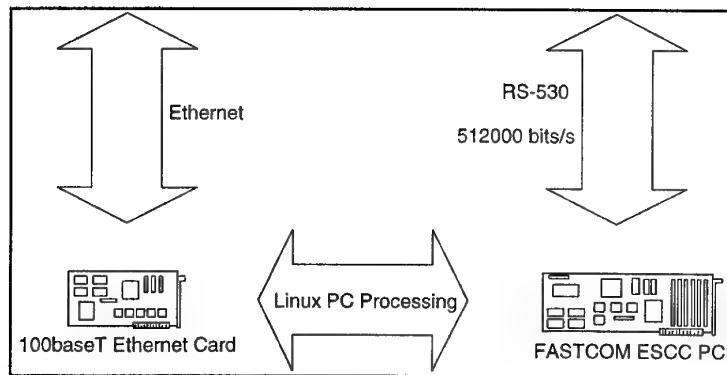 Ethernet
RS-530
512000 bits/s
Linux PC Processing
100baseT Ethernet Card
FASTCOM ESCC PC